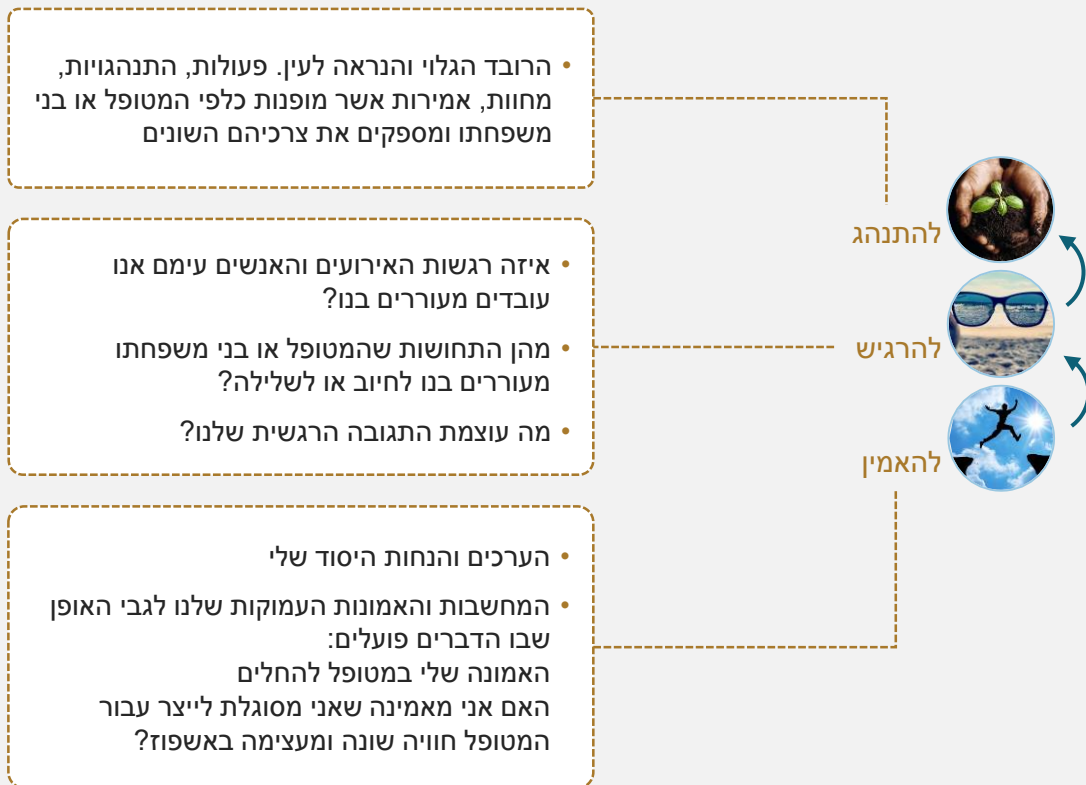 • הרובד הגלוי והנראה לעין. פעולות, התנהגויות,
מחוות, אמירות אשר מופנות כלפי המטופל או בני
משפחתו ומספקים את צרכיהם השונים
להתנהג
• איזה רגשות האירועים והאנשים עימם אנו
עובדים מעוררים בנו?
• מהן התחושות שהמטופל או בני משפחתו
מעוררים בנו לחיוב או לשלילה?
• מה עוצמת התגובה הרגשית שלנו?
להרגיש
להאמין
• הערכים והנחות היסוד שלי
• המחשבות והאמונות העמוקות שלנו לגבי האופן
שבו הדברים פועלים:
האמונה שלי במטופל להחלים
האם אני מאמינה שאני מסוגלת לייצר עבור
המטופל חוויה שונה ומעצימה באשפוז?